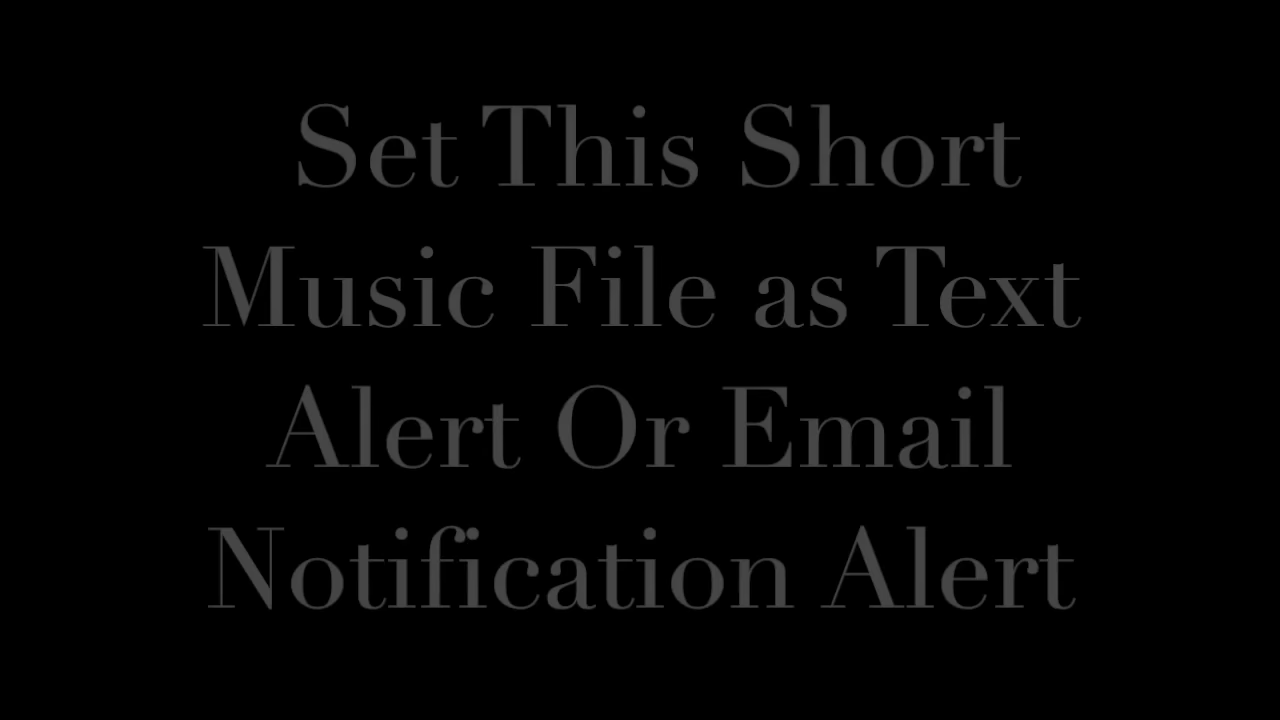 Set This Short
Music File as Text
Alert Or Email
Notification Alert